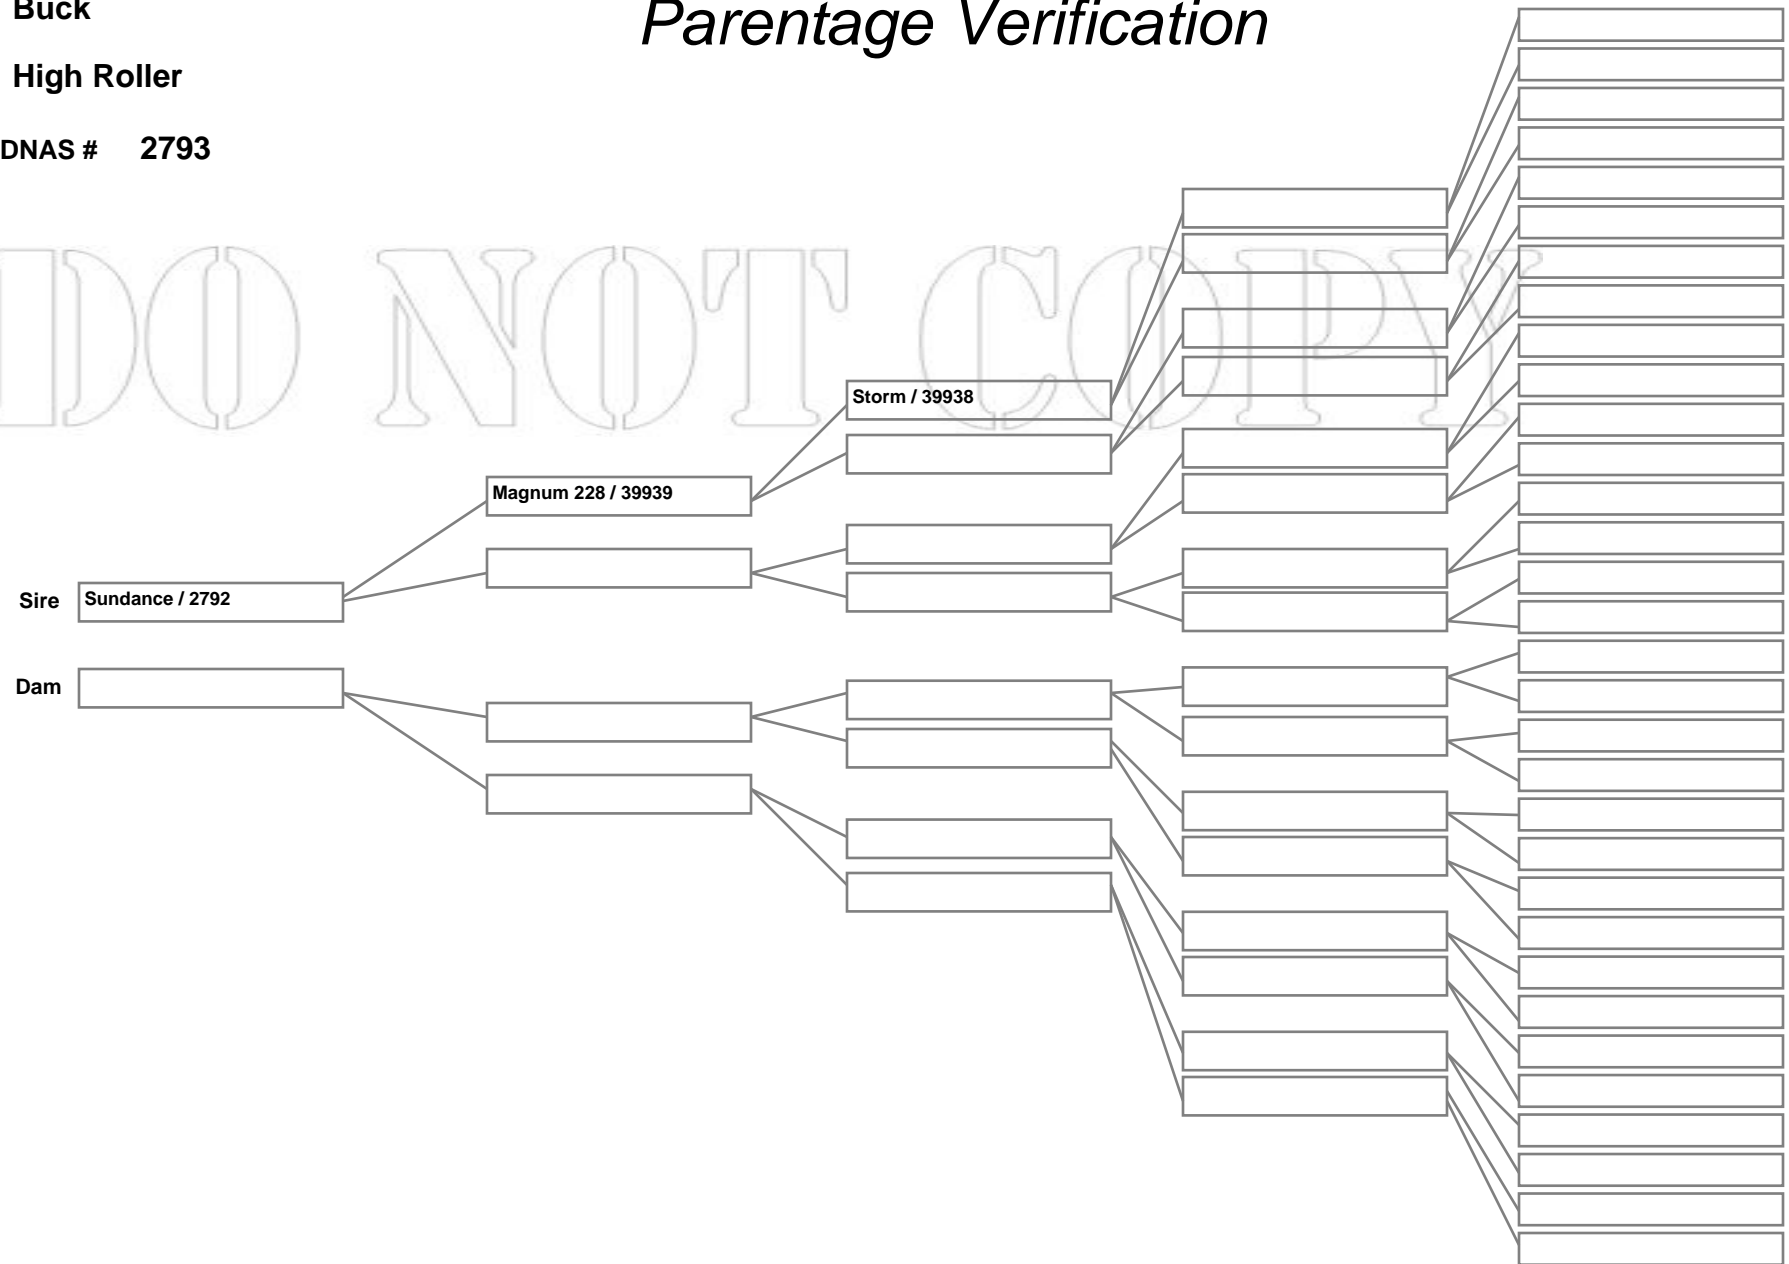 Buck
Parentage Verification
High Roller
DNAS # 2793
DO NOT COPY
Storm / 39938
Magnum 228 / 39939
Sire Sundance / 2792
Dam